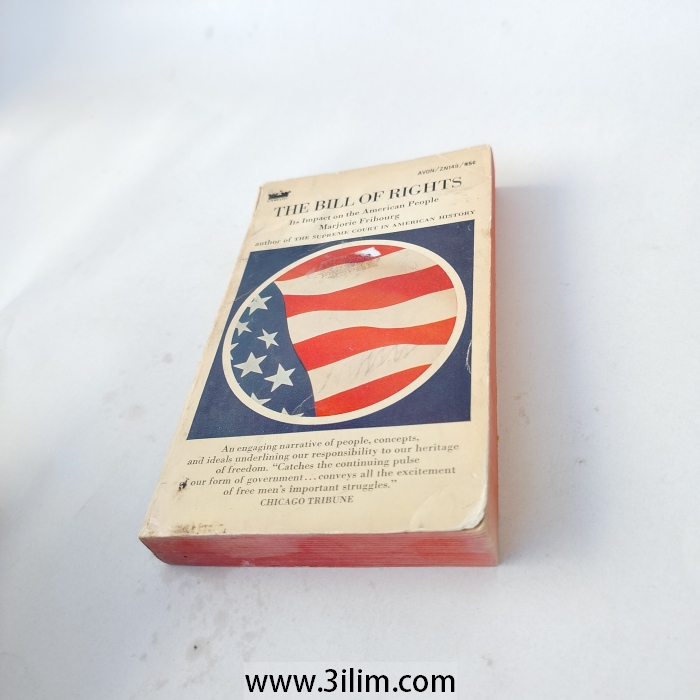 AVON/ZN149/95¢
THE BILL OF RIGHTS
Its Impact on the American People
Marjorie Fribourg
author of THE SUPREME COURT IN AMERICAN HISTORY
An engaging narrative of people, concepts,
and ideals underlining our responsibility to our heritage
of freedom. "Catches the continuing pulse
of our form of government...conveys all the excitement
of free men's important struggles."
CHICAGO TRIBUNE
www.3ilim.com